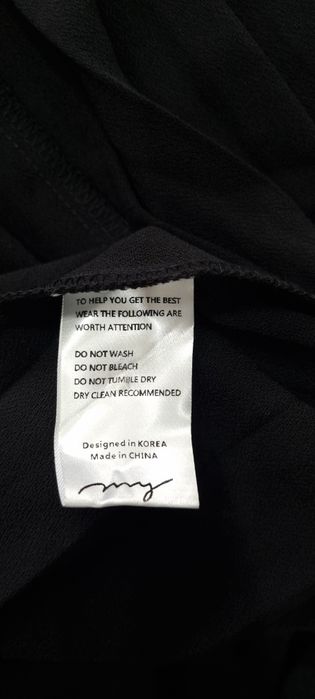 TO HELP YOU GET THE BEST
WEAR THE FOLLOWING ARE
WORTH ATTENTION
DO NOT WASH
DO NOT BLEACH
DO NOT TUMBLE DRY
DRY CLEAN RECOMMENDED
Designed in KOREA
Made in CHINA
my